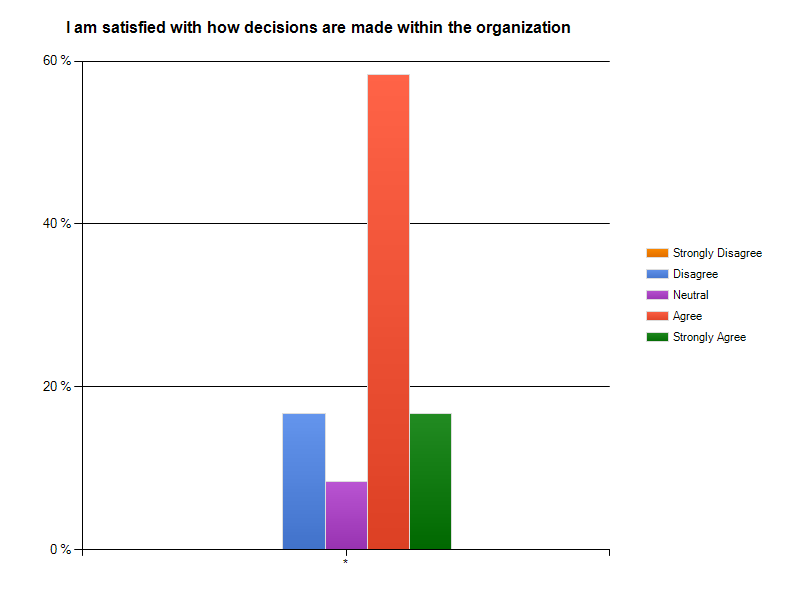 I am satisfied with how decisions are made within the organization
60 %
40 %
20 %
0 %
*
Strongly Disagree
Disagree
Neutral
Agree
Strongly Agree